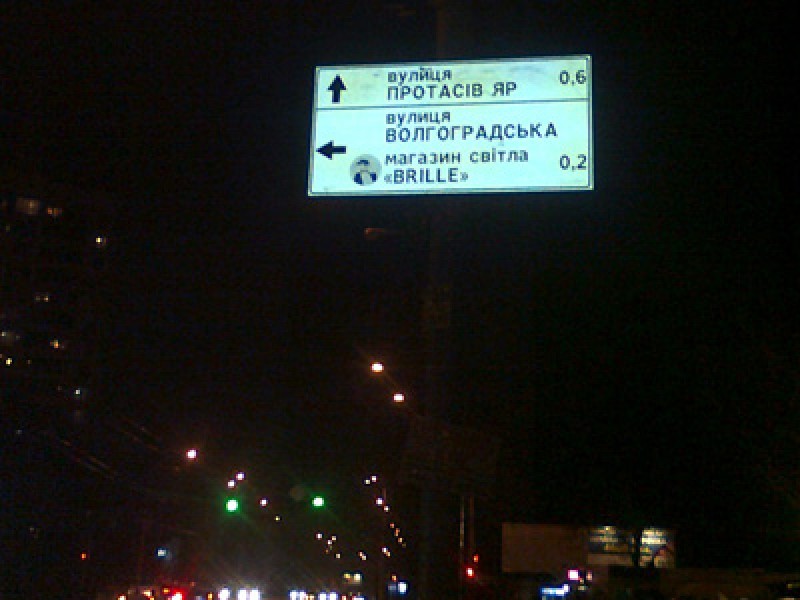 вулиця 0,6
ПРОТАСІВ ЯР
вулиця
ВОЛГОГРАДСЬКА
магазин світла 0,2
«BRILLE»